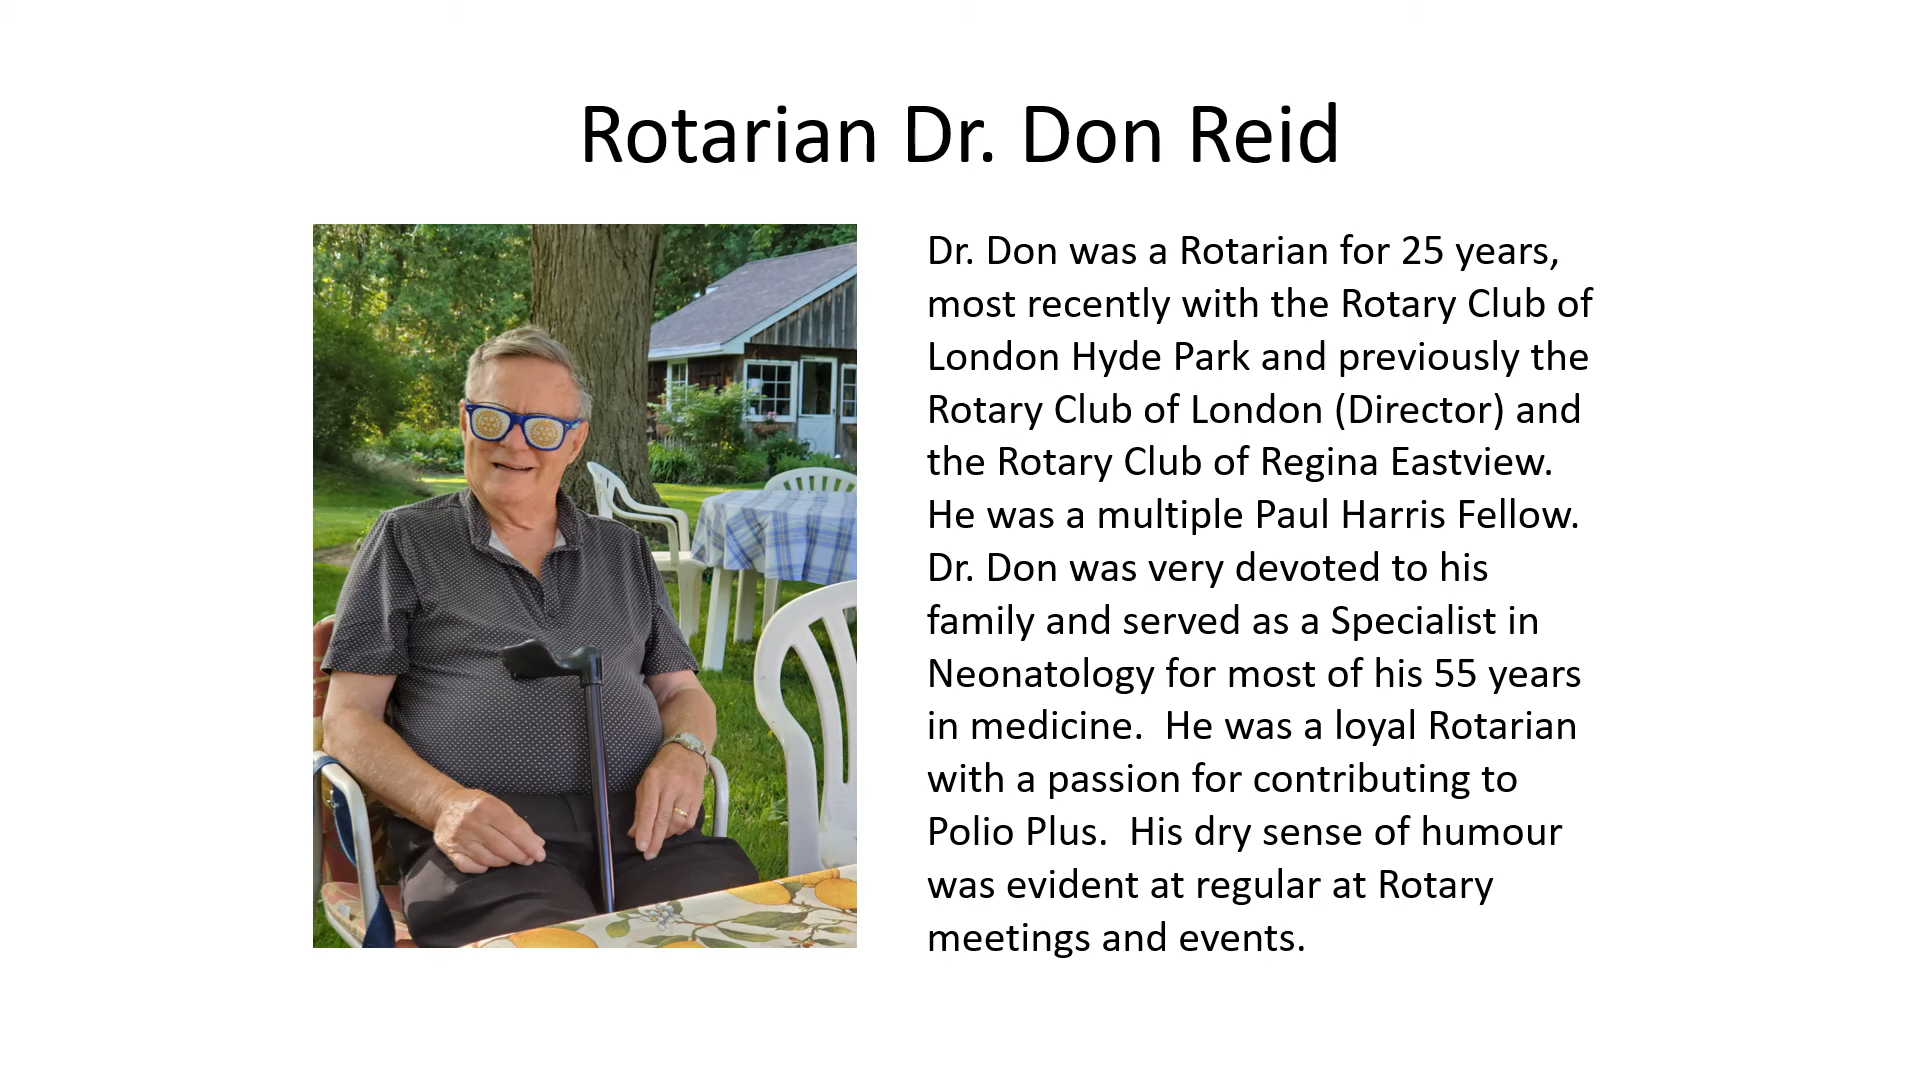 Rotarian Dr. Don Reid
Dr. Don was a Rotarian for 25 years,
most recently with the Rotary Club of
London Hyde Park and previously the
Rotary Club of London (Director) and
the Rotary Club of Regina Eastview.
He was a multiple Paul Harris Fellow.
Dr. Don was very devoted to his
family and served as a Specialist in
Neonatology for most of his 55 years
in medicine.  He was a loyal Rotarian
with a passion for contributing to
Polio Plus.  His dry sense of humour
was evident at regular at Rotary
meetings and events.